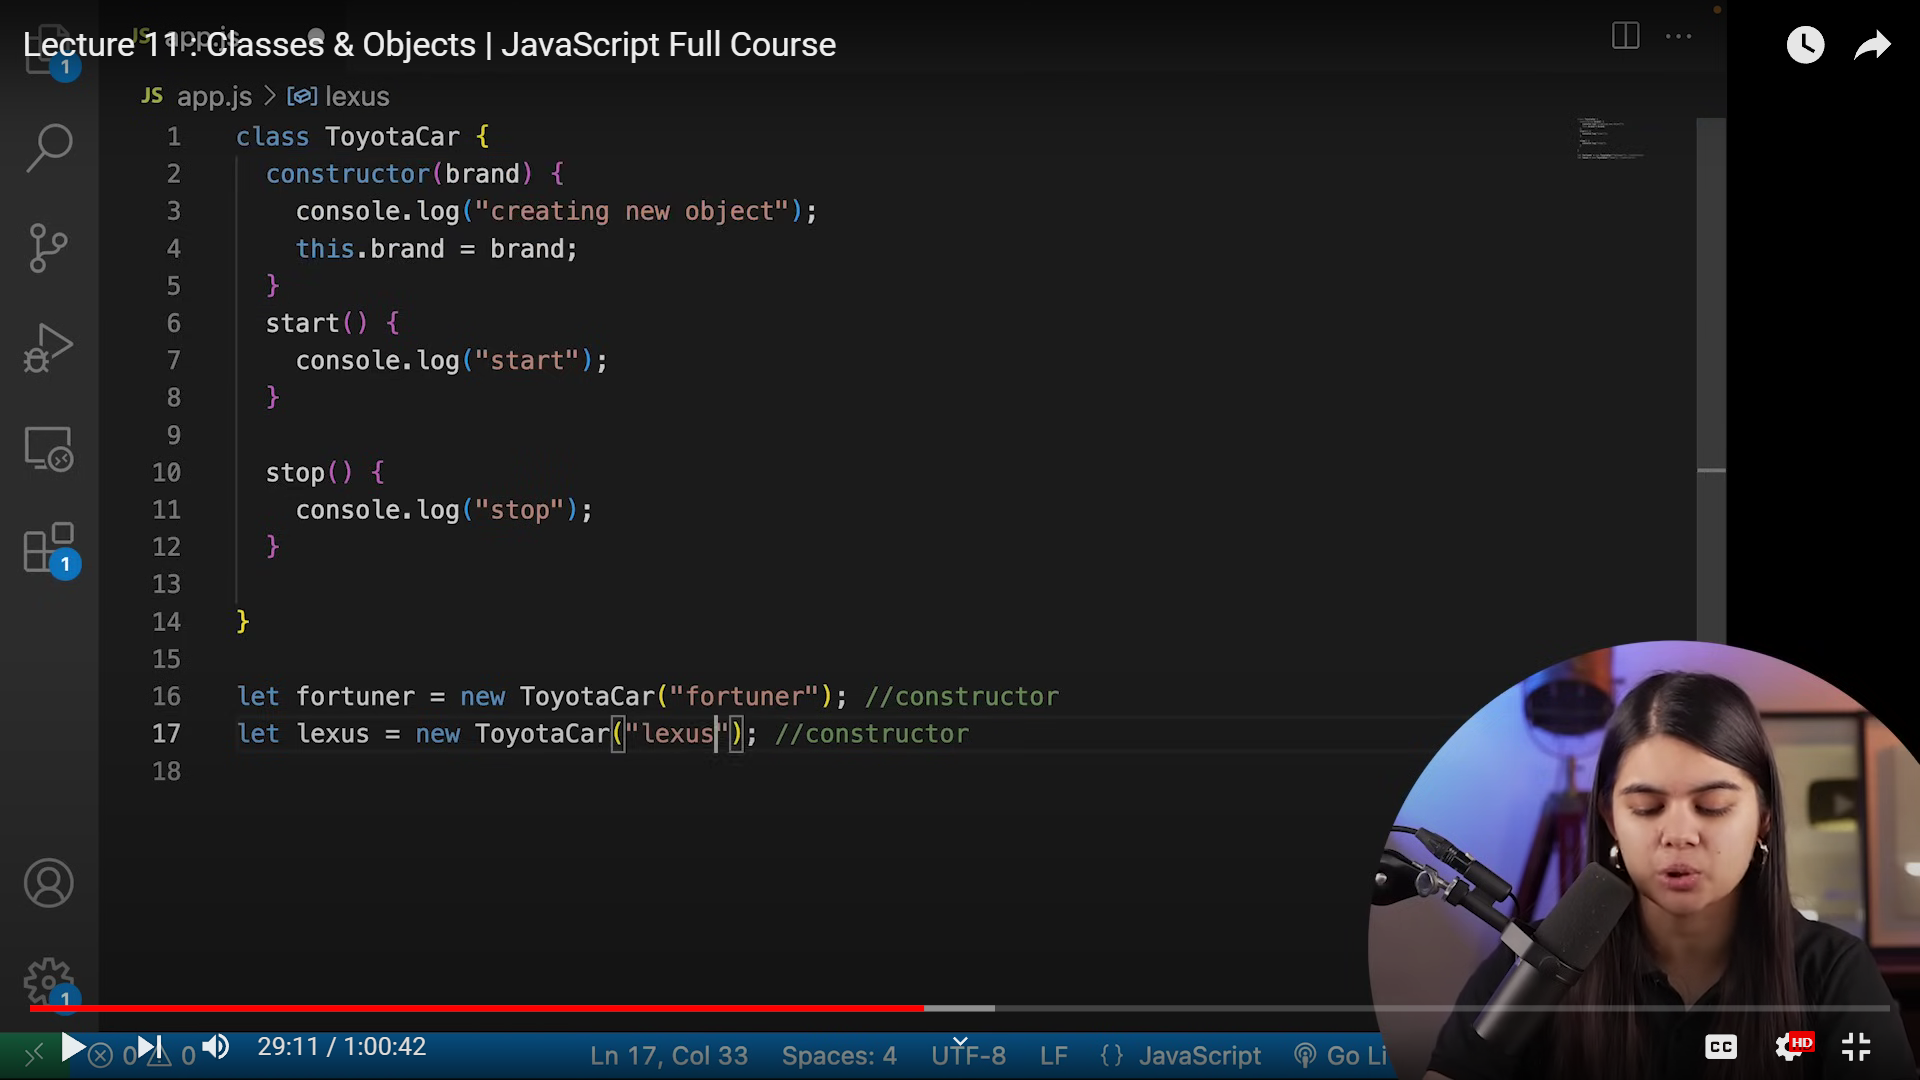 Lecture 11 : Classes & Objects | JavaScript Full Course
JS app.js
JS app.js > lexus
1 class ToyotaCar {
2 constructor(brand) {
3 console.log("creating new object");
4 this.brand = brand;
5 }
6 start() {
7 console.log("start");
8 }
9
10 stop() {
11 console.log("stop");
12 }
13
14 }
15
16 let fortuner = new ToyotaCar("fortuner"); //constructor
17 let lexus = new ToyotaCar("lexus"); //constructor
18
1
1
1
29:11 / 1:00:42
CC
HD
0 0 Ln 17, Col 33 Spaces: 4 UTF-8 LF {} JavaScript Go Li